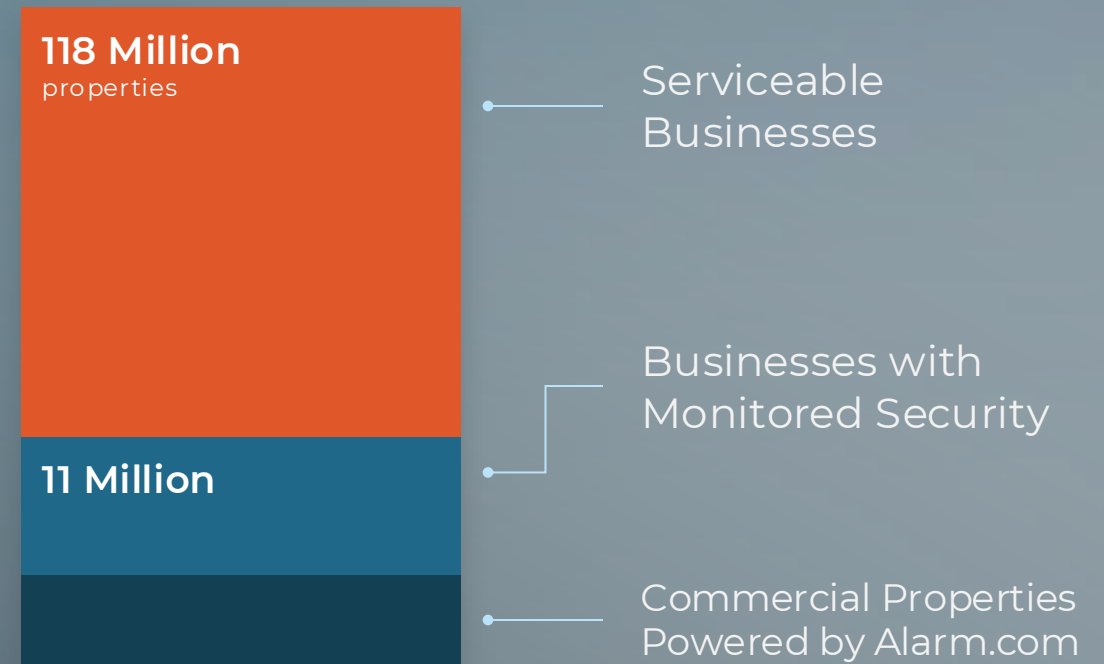 118 Million
properties
Serviceable
Businesses
Businesses with
Monitored Security
11 Million
Commercial Properties
Powered by Alarm.com